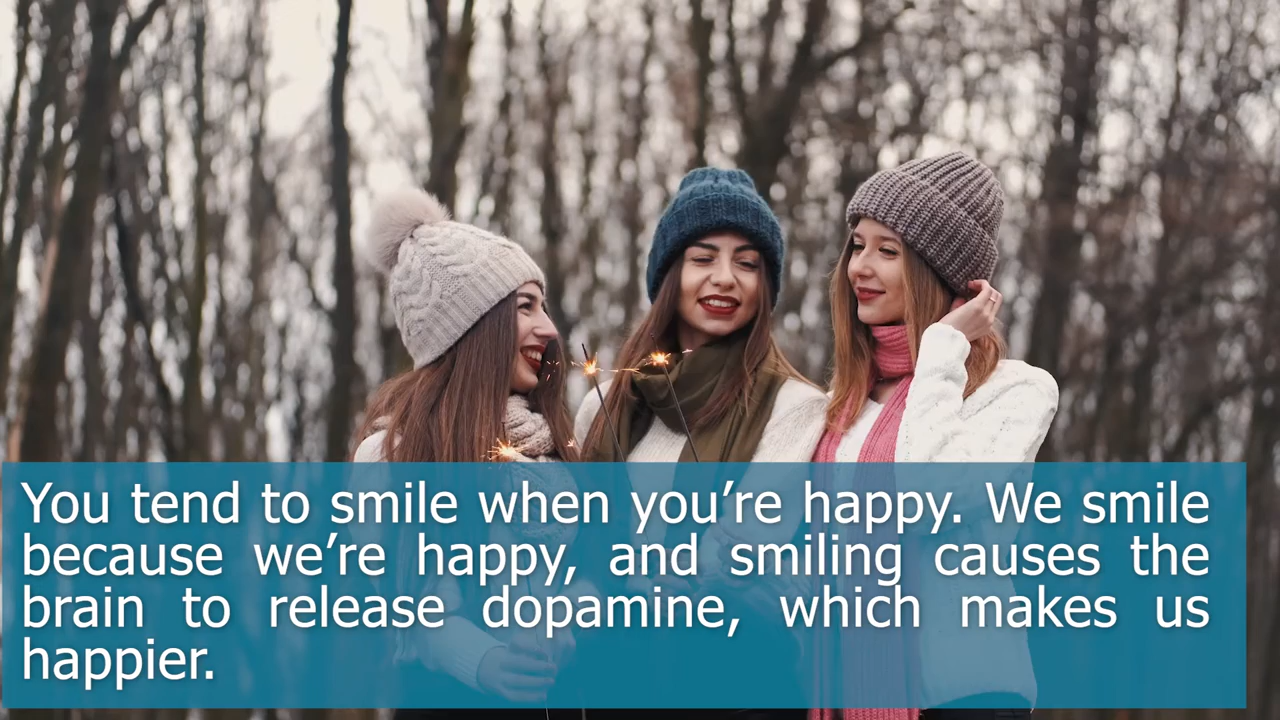 You tend to smile when you’re happy. We smile
because we’re happy, and smiling causes the
brain to release dopamine, which makes us
happier.